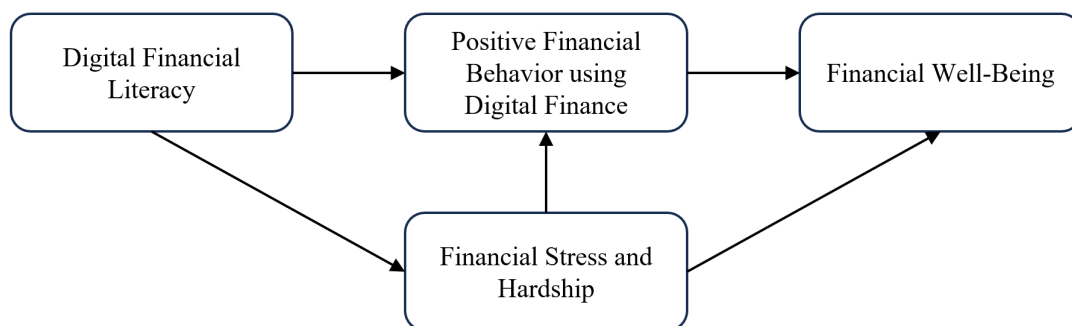 Digital Financial
Literacy
Positive Financial
Behavior using
Digital Finance
Financial Well-Being
Financial Stress and
Hardship